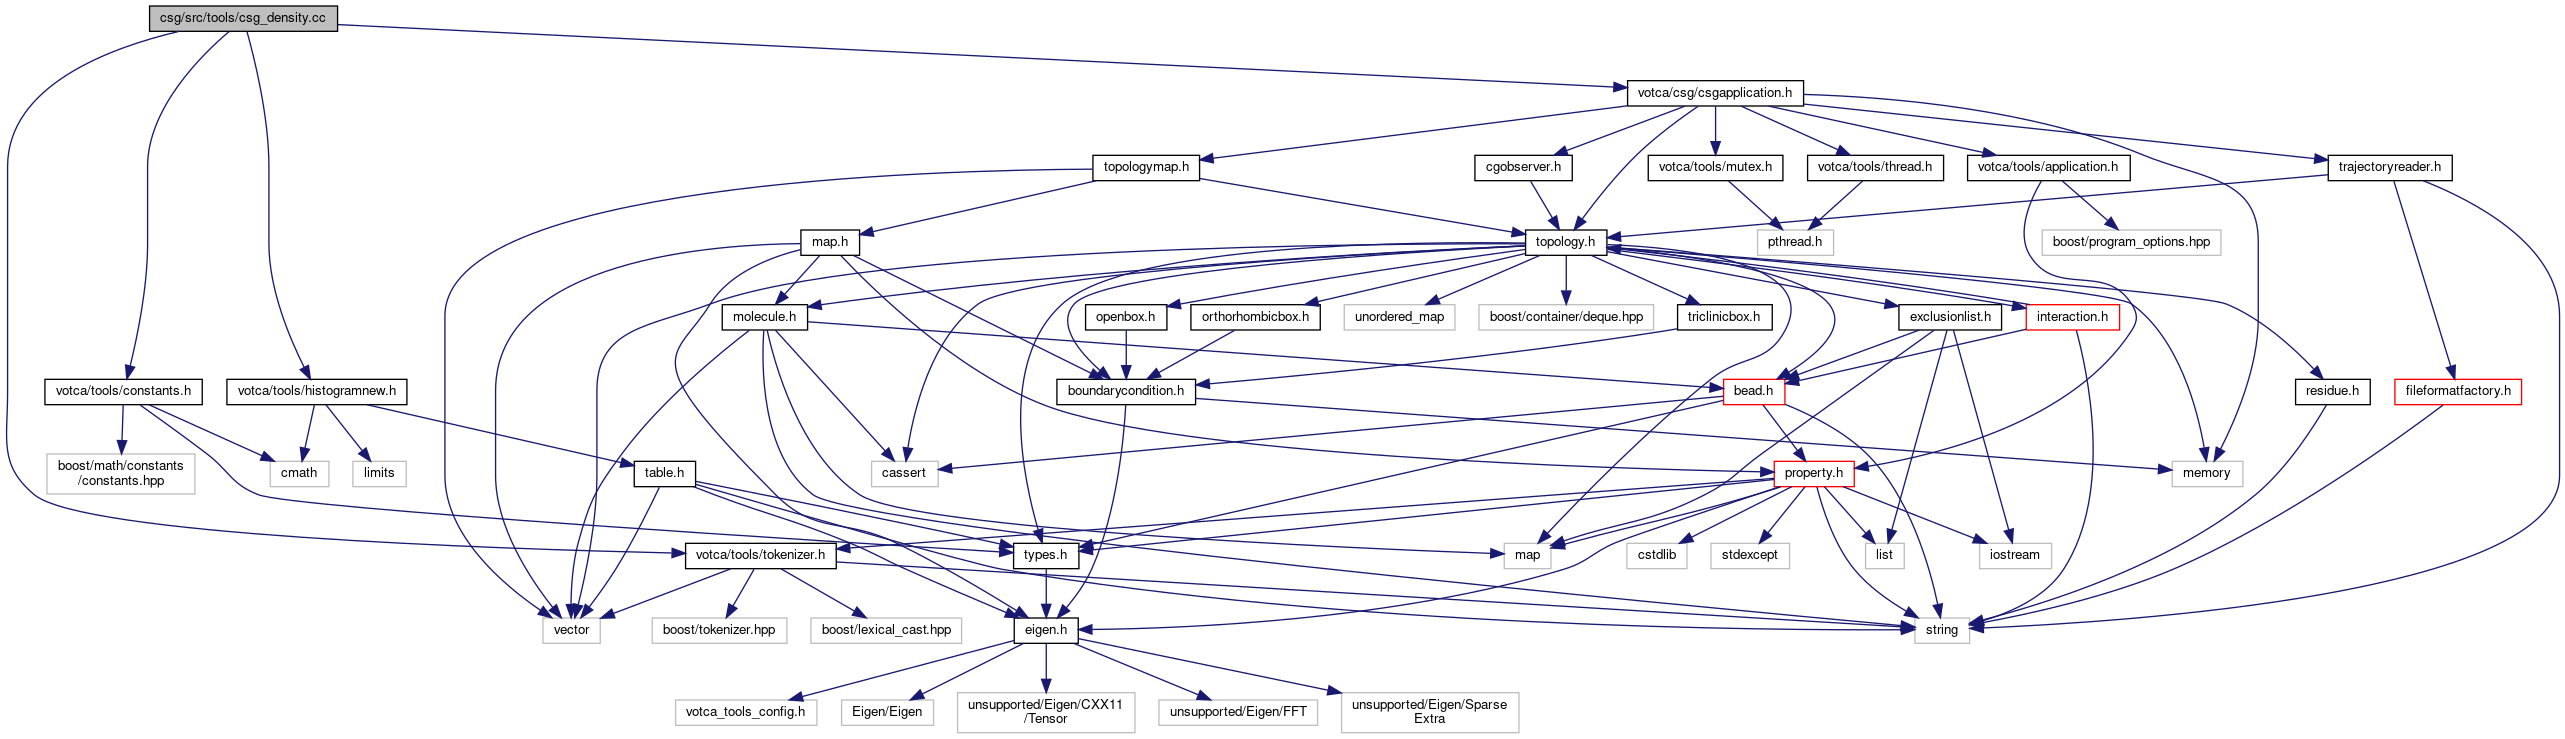 csg/src/tools/csg_density.cc
votca/csg/csgapplication.h
topologymap.h
cgobserver.h
votca/tools/mutex.h
votca/tools/thread.h
votca/tools/application.h
trajectoryreader.h
map.h
topology.h
pthread.h
boost/program_options.hpp
molecule.h
openbox.h
orthorhombicbox.h
unordered_map
boost/container/deque.hpp
triclinicbox.h
exclusionlist.h
interaction.h
votca/tools/constants.h
votca/tools/histogramnew.h
boundarycondition.h
bead.h
residue.h
fileformatfactory.h
boost/math/constants
/constants.hpp
cmath
limits
table.h
cassert
property.h
memory
votca/tools/tokenizer.h
types.h
map
cstdlib
stdexcept
list
iostream
vector
boost/tokenizer.hpp
boost/lexical_cast.hpp
eigen.h
string
votca_tools_config.h
Eigen/Eigen
unsupported/Eigen/CXX11
/Tensor
unsupported/Eigen/FFT
unsupported/Eigen/Sparse
Extra